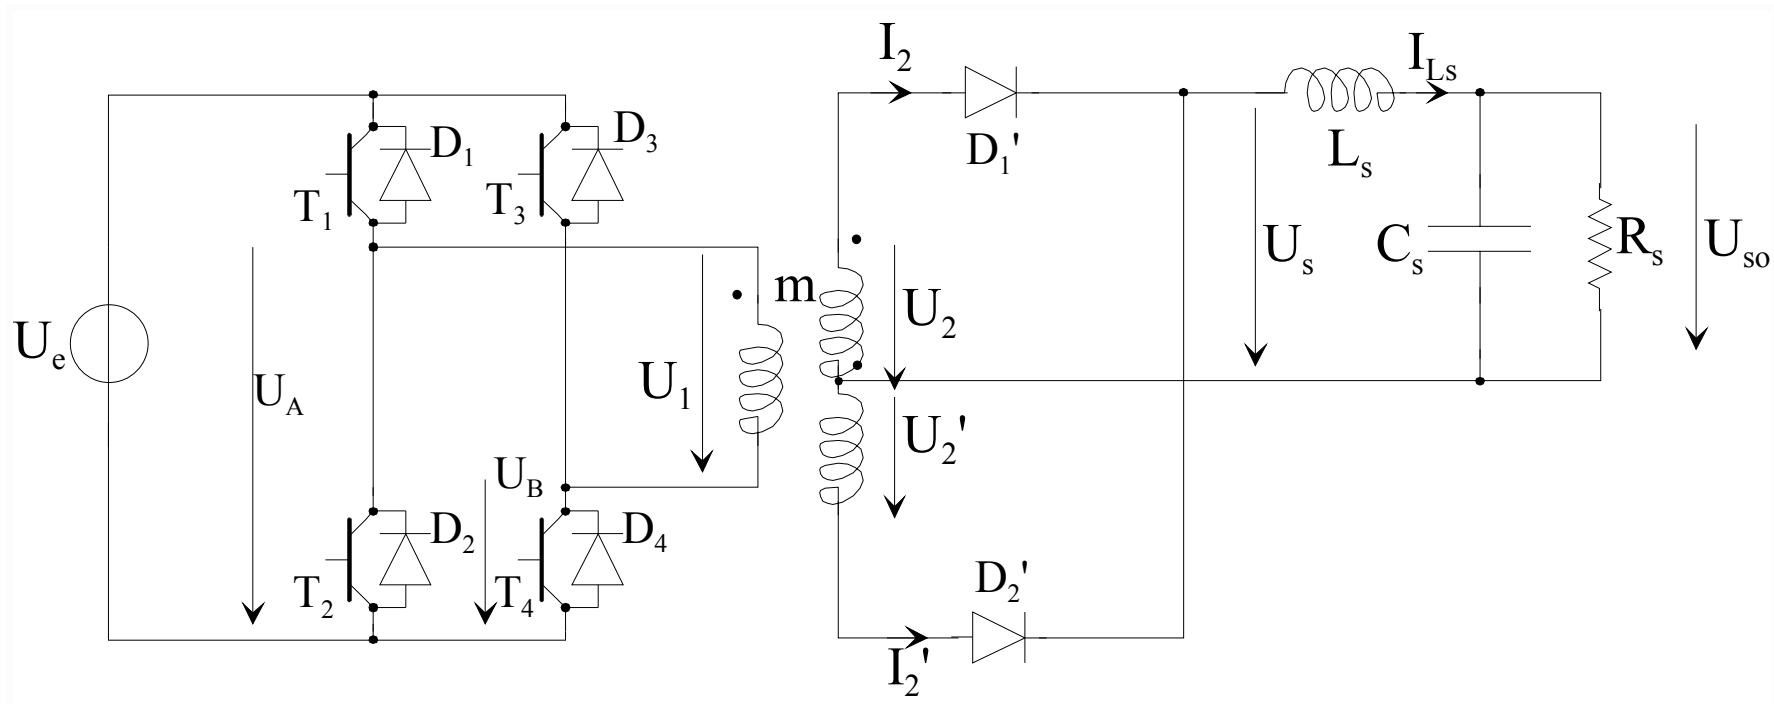 I2
ILs
D1'
Ls
D1
D3
T1
T3
Us
Cs
Rs
Uso
m
U2
Ue
UA
U1
U2'
UB
D2
D4
T2
T4
D2'
I2'